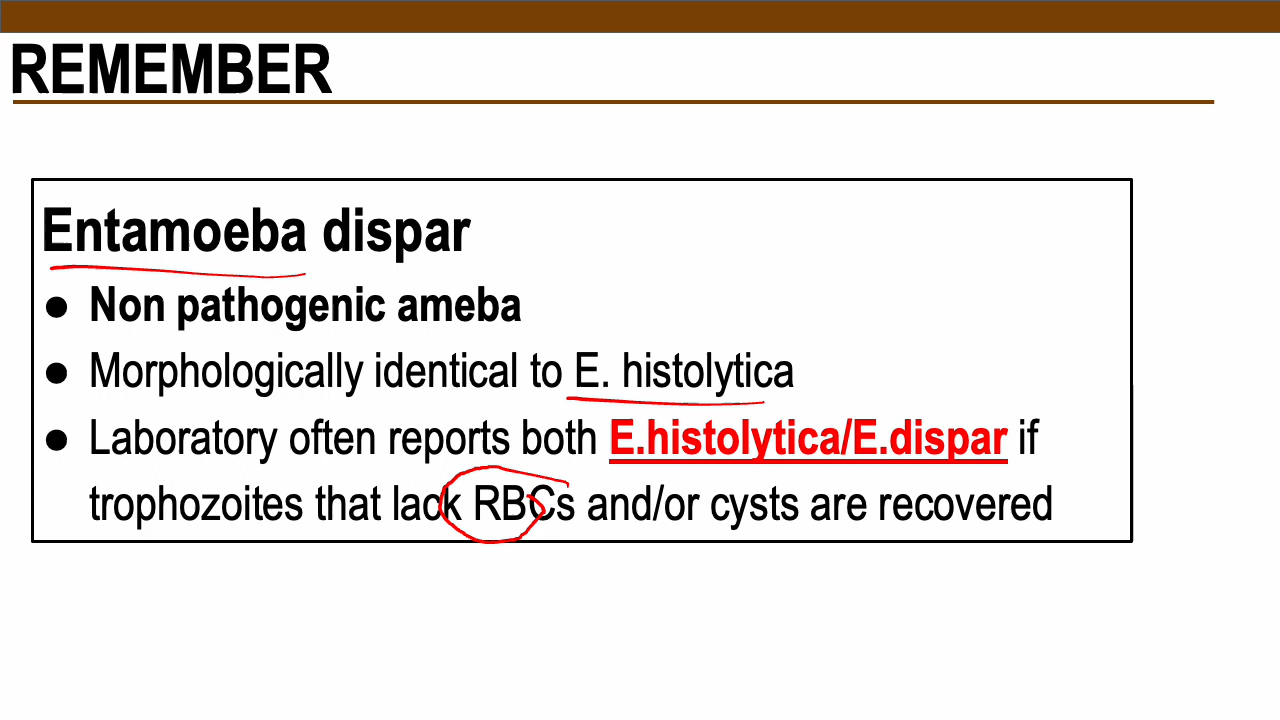 REMEMBER
Entamoeba dispar
● Non pathogenic ameba
● Morphologically identical to E. histolytica
● Laboratory often reports both E.histolytica/E.dispar if
trophozoites that lack RBCs and/or cysts are recovered